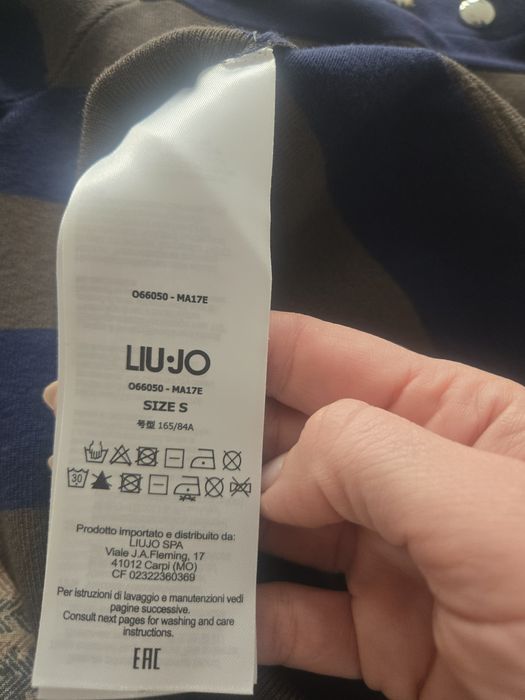 O66050 - MA17E
LIU·JO
O66050 - MA17E
SIZE S
号型 165/84A
30
Prodotto importato e distribuito da:
LIUJO SPA
Viale J.A.Fleming, 17
41012 Carpi (MO)
CF 02322360369
Per istruzioni di lavaggio e manutenzioni vedi
pagine successive.
Consult next pages for washing and care
instructions.
EAC